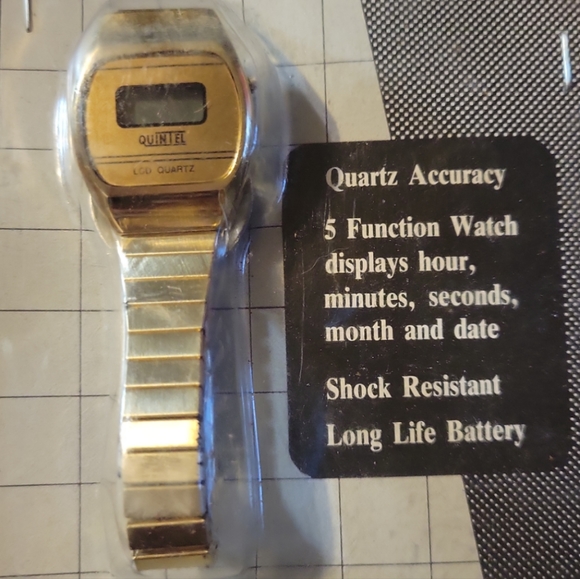 QUINTEL
LCD QUARTZ
Quartz Accuracy
5 Function Watch
displays hour,
minutes, seconds,
month and date
Shock Resistant
Long Life Battery